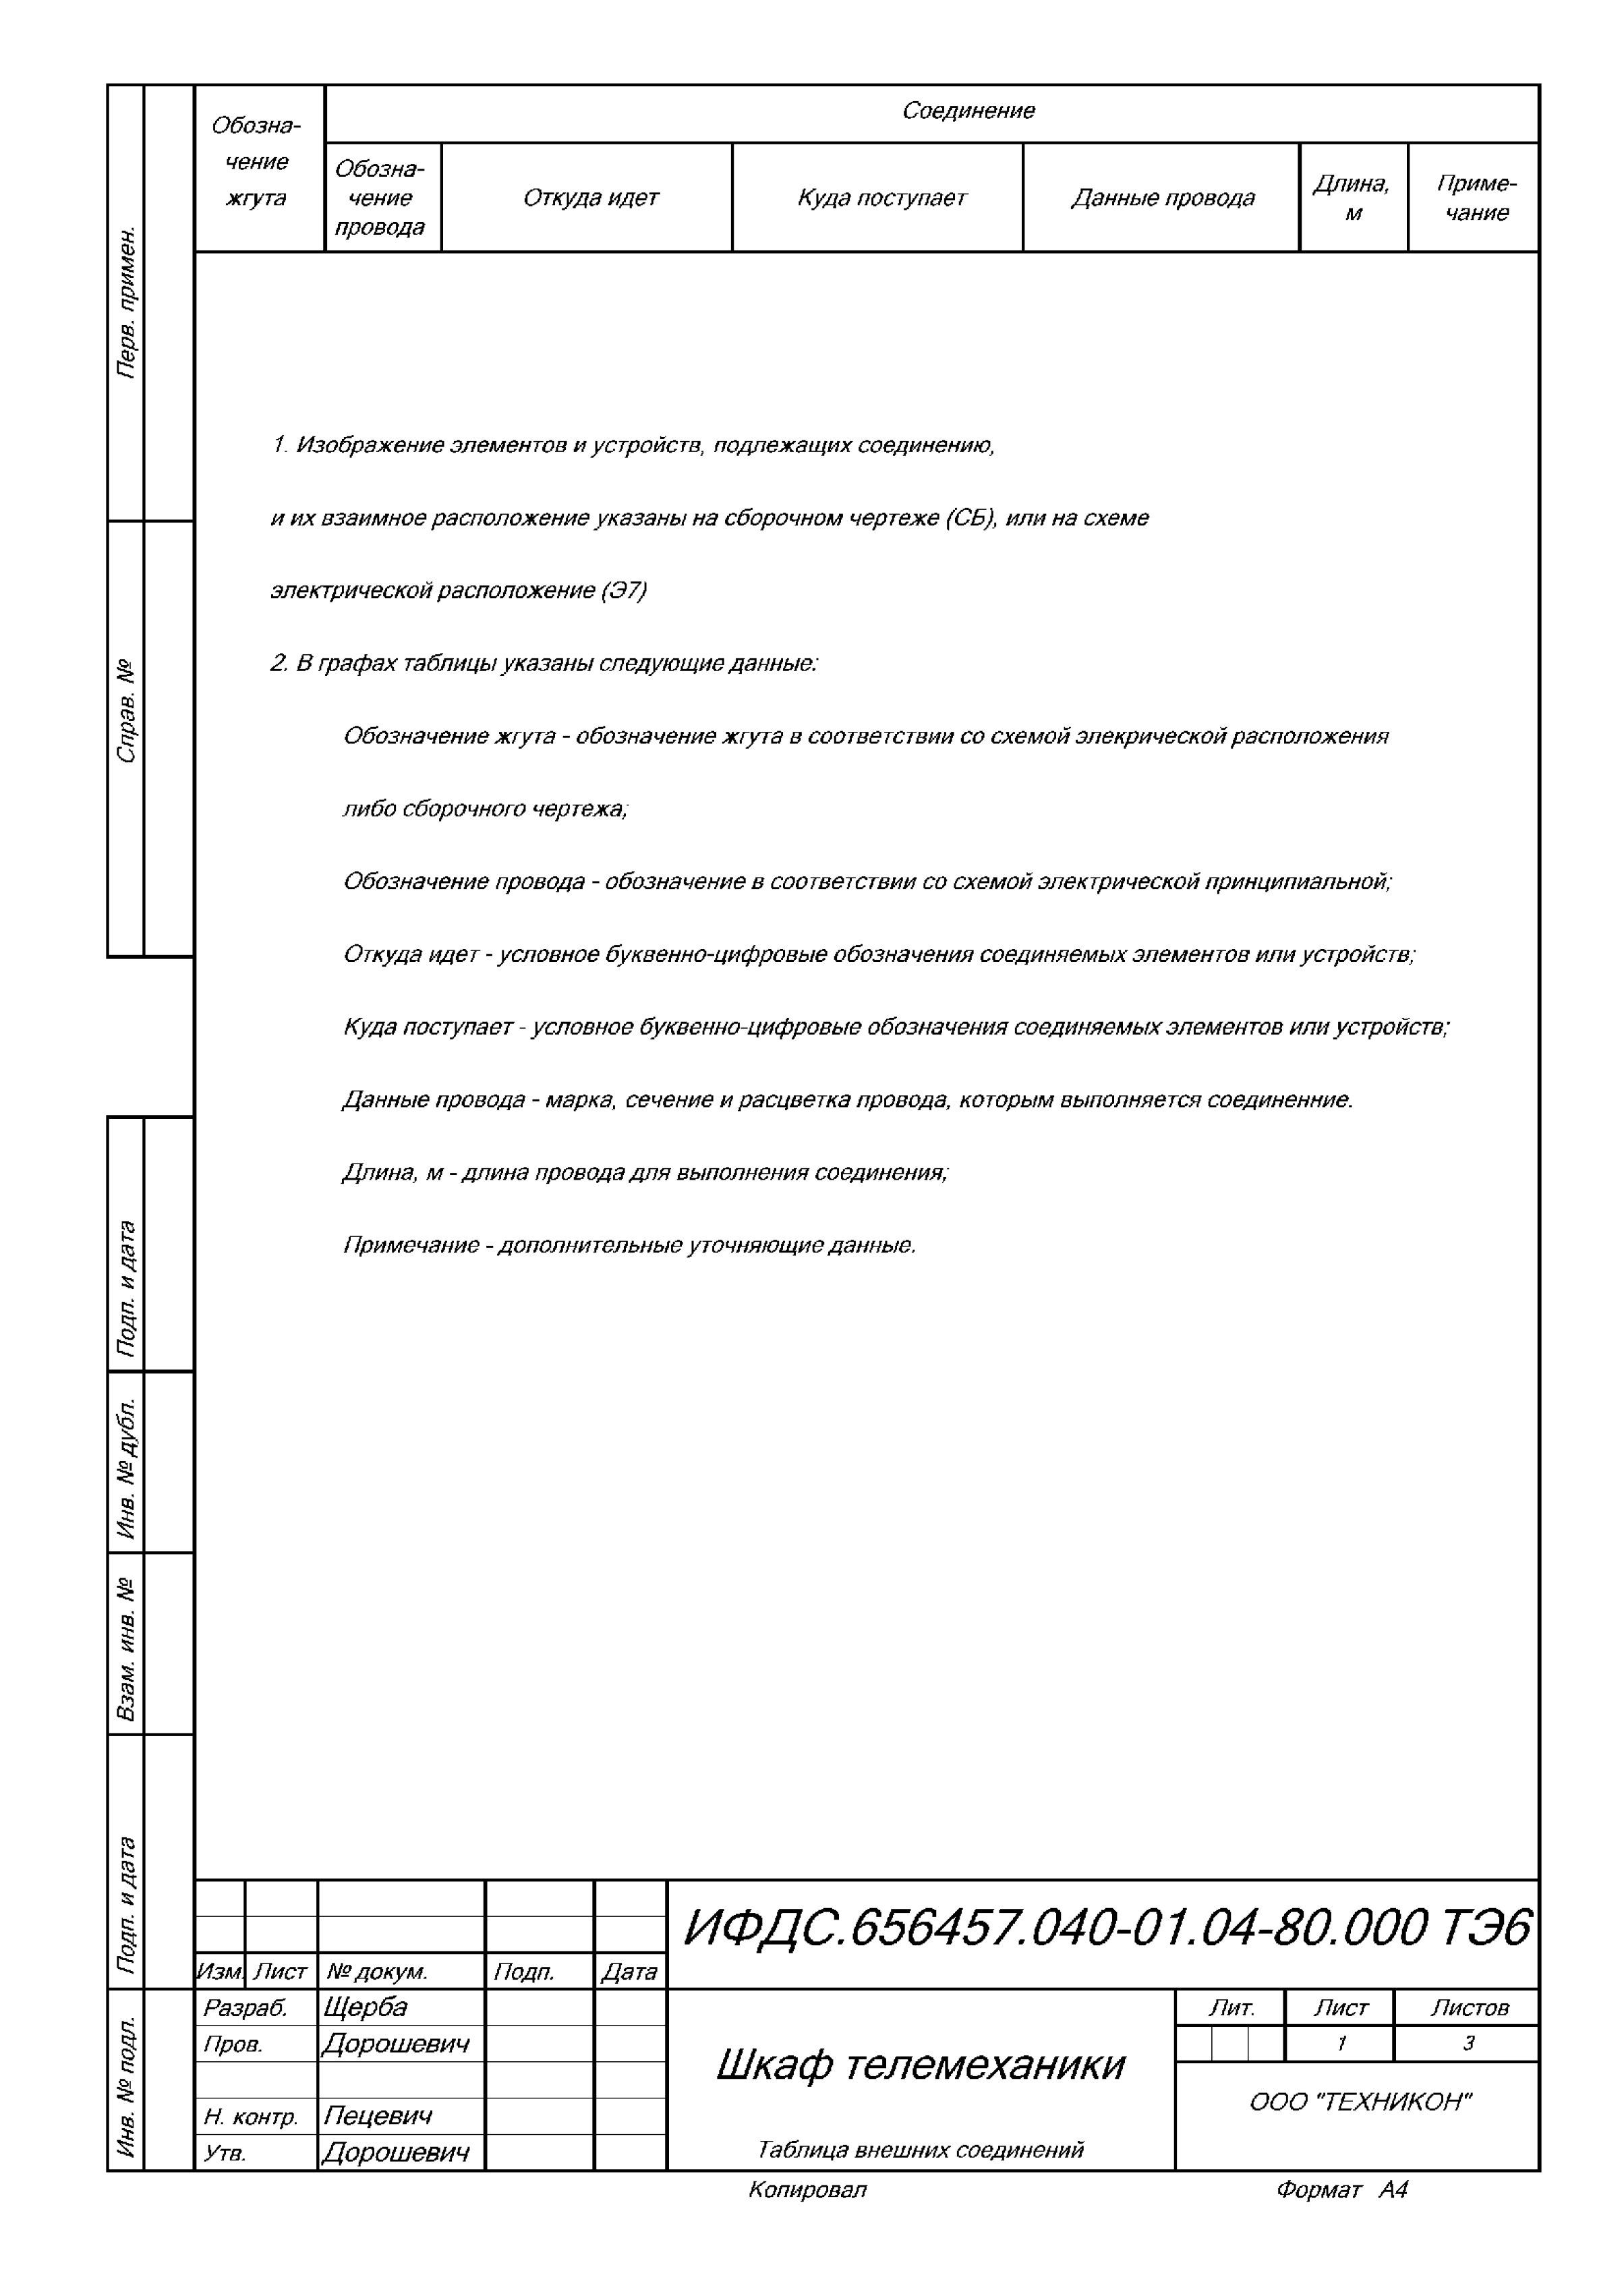 Соединение
Обозна-
чение
жгута
Обозна-
чение
провода
Откуда идет
Куда поступает
Данные провода
Длина,
м
Приме-
чание
1. Изображение элементов и устройств, подлежащих соединению,
и их взаимное расположение указаны на сборочном чертеже (СБ), или на схеме
электрической расположение (Э7)
2. В графах таблицы указаны следующие данные:
Обозначение жгута - обозначение жгута в соответствии со схемой элекрической расположения
либо сборочного чертежа;
Обозначение провода - обозначение в соответствии со схемой электрической принципиальной;
Откуда идет - условное буквенно-цифровые обозначения соединяемых элементов или устройств;
Куда поступает - условное буквенно-цифровые обозначения соединяемых элементов или устройств;
Данные провода - марка, сечение и расцветка провода, которым выполняется соединенние.
Длина, м - длина провода для выполнения соединения;
Примечание - дополнительные уточняющие данные.
Перв. примен.
Справ. №
Подп. и дата
Инв. № дубл.
Взам. инв. №
Подп. и дата
Инв. № подл.
ИФДС.656457.040-01.04-80.000 ТЭ6
Изм. Лист № докум. Подп. Дата
Разраб. Щерба
Пров. Дорошевич
Н. контр. Пецевич
Утв. Дорошевич
Шкаф телемеханики
Таблица внешних соединений
Лит. Лист Листов
1 3
ООО "ТЕХНИКОН"
Копировал
Формат А4